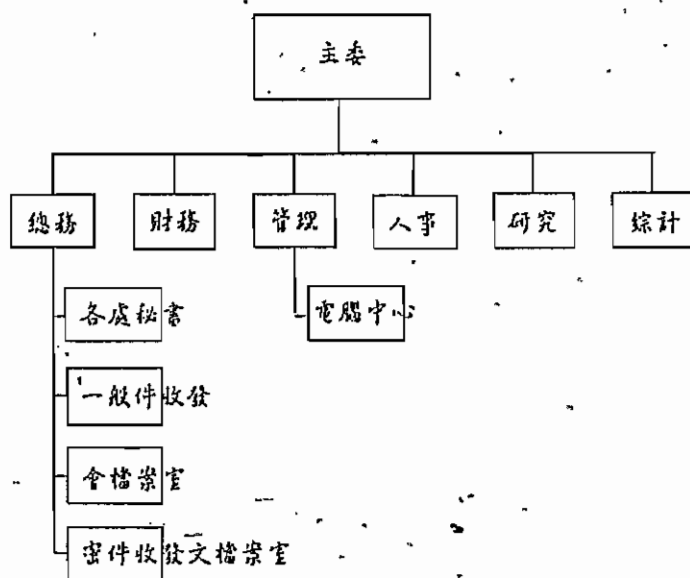 主委
總務
財務
管理
人事
研究
綜計
各處秘書
電腦中心
一般件收發
會檔案室
密件收發文檔案室